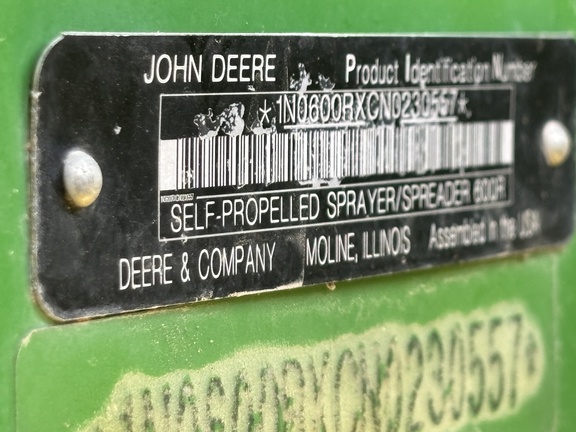 JOHN DEERE Product Identification Number
*1N0600RXCN0230557*
SELF-PROPELLED SPRAYER/SPREADER 600R
DEERE & COMPANY MOLINE, ILLINOIS Assembled in the USA
1N0600RXCN0230557*